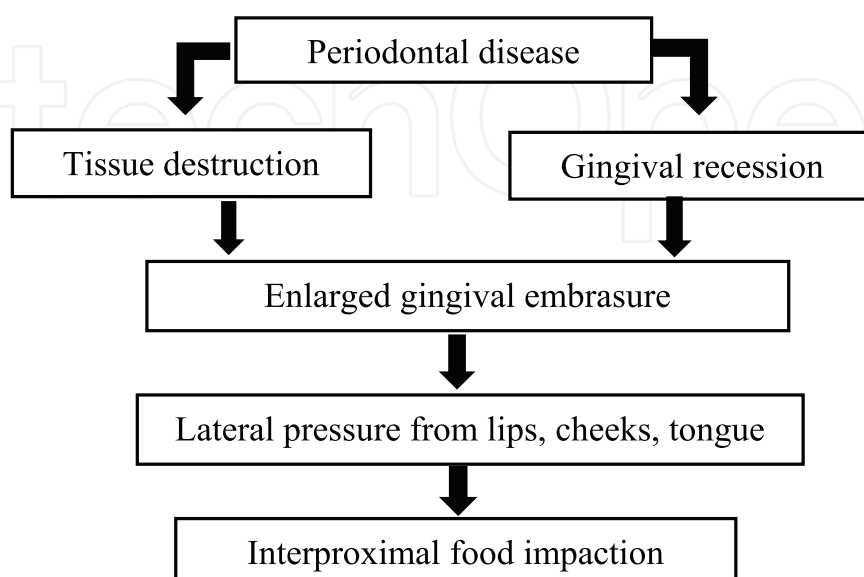 Periodontal disease
Tissue destruction
Gingival recession
Enlarged gingival embrasure
Lateral pressure from lips, cheeks, tongue
Interproximal food impaction